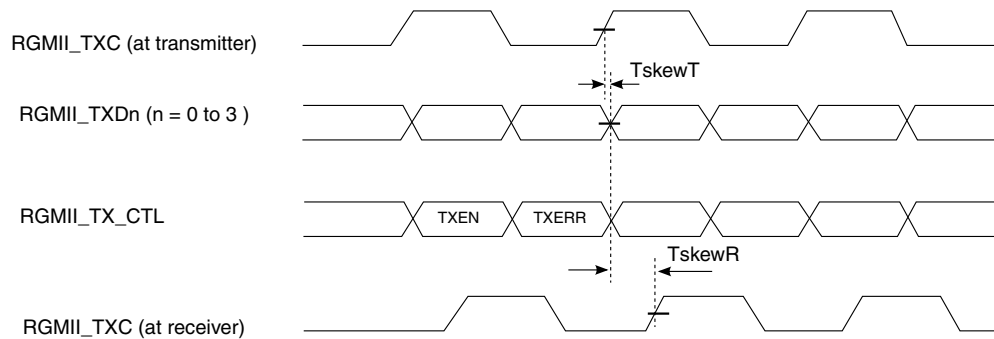 RGMII_TXC (at transmitter)
TskewT
RGMII_TXDn (n = 0 to 3 )
RGMII_TX_CTL
TXEN
TXERR
TskewR
RGMII_TXC (at receiver)